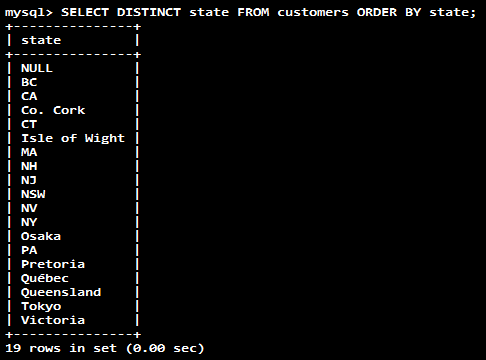 mysql> SELECT DISTINCT state FROM customers ORDER BY state;
+---------------+
| state         |
+---------------+
| NULL          |
| BC            |
| CA            |
| Co. Cork      |
| CT            |
| Isle of Wight |
| MA            |
| NH            |
| NJ            |
| NSW           |
| NV            |
| NY            |
| Osaka         |
| PA            |
| Pretoria      |
| Québec        |
| Queensland    |
| Tokyo         |
| Victoria      |
+---------------+
19 rows in set (0.00 sec)